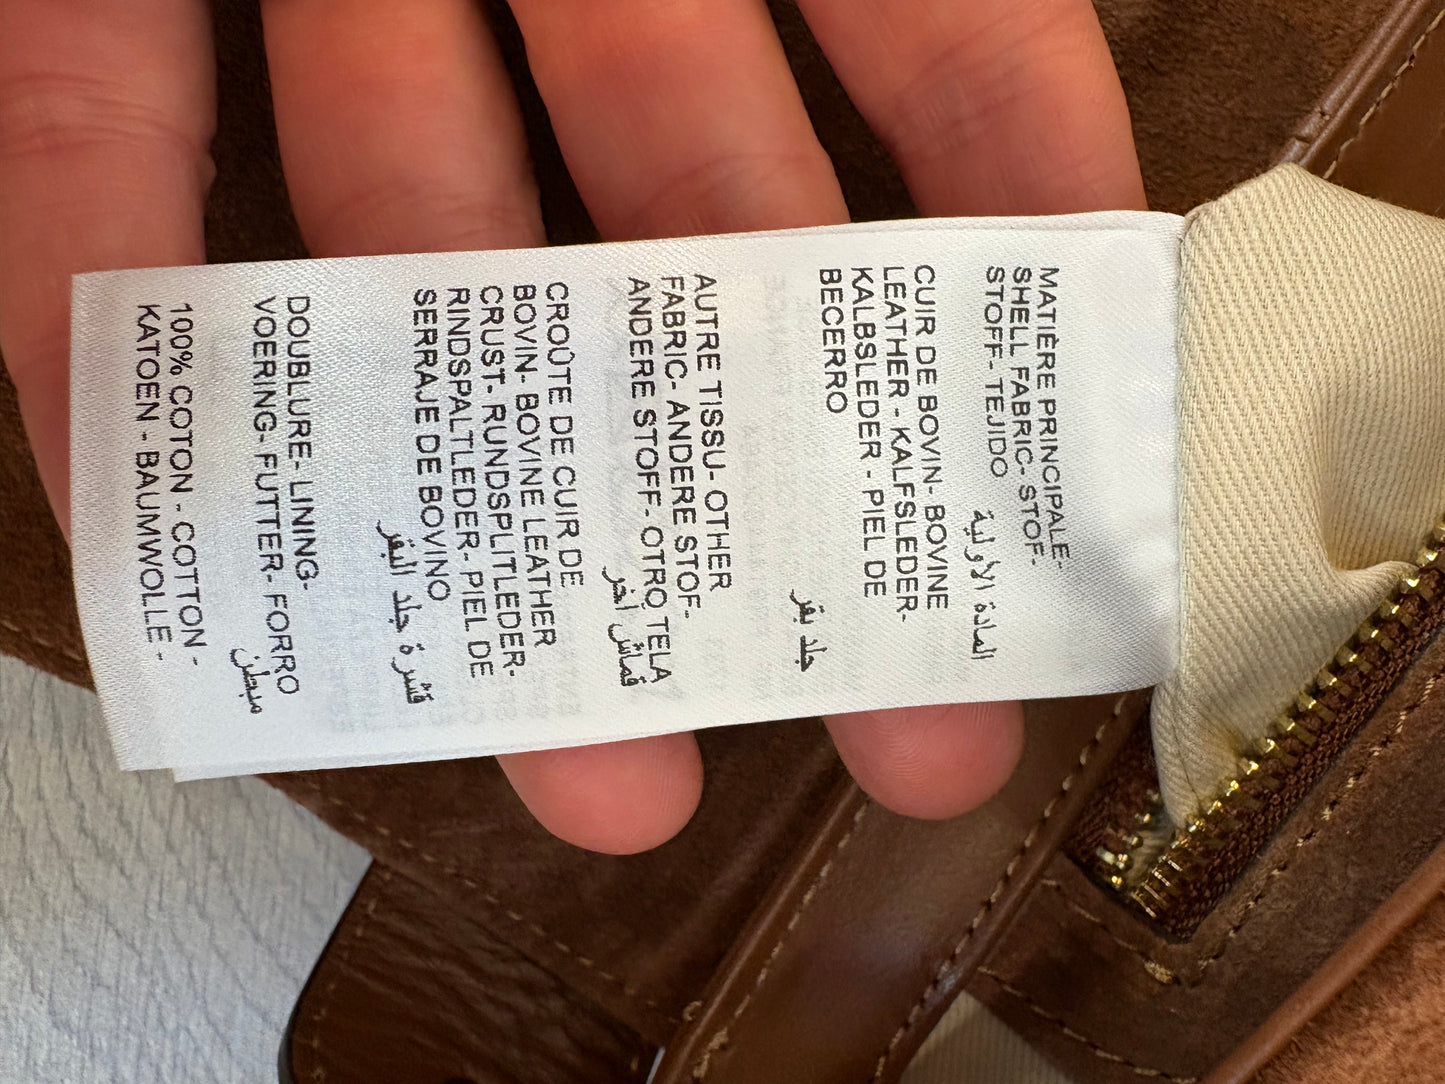 MATIÈRE PRINCIPALE-
SHELL FABRIC- STOF-
STOFF- TEJIDO
المادة الأولية
CUIR DE BOVIN- BOVINE
LEATHER - KALFSLEDER-
KALBSLEDER - PIEL DE
BECERRO
جلد بقر
AUTRE TISSU- OTHER
FABRIC- ANDERE STOF-
ANDERE STOFF- OTRO TELA
قماش آخر
CROÛTE DE CUIR DE
BOVIN- BOVINE LEATHER
CRUST- RUNDSPLITLEDER-
RINDSPALTLEDER- PIEL DE
SERRAJE DE BOVINO
قشرة جلد البقر
DOUBLURE- LINING-
VOERING- FUTTER- FORRO
مبطن
100% COTON - COTTON -
KATOEN - BAUMWOLLE -